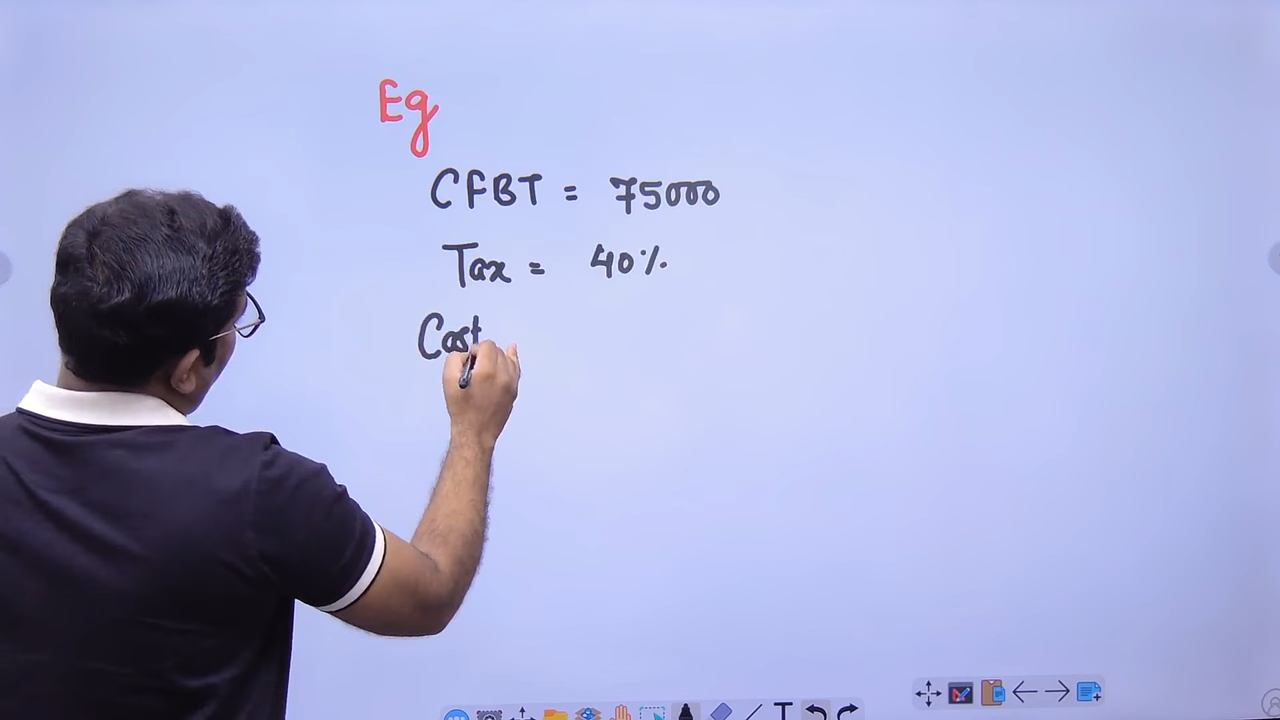 Eg
CFBT = 75000
Tax = 40%
Cost